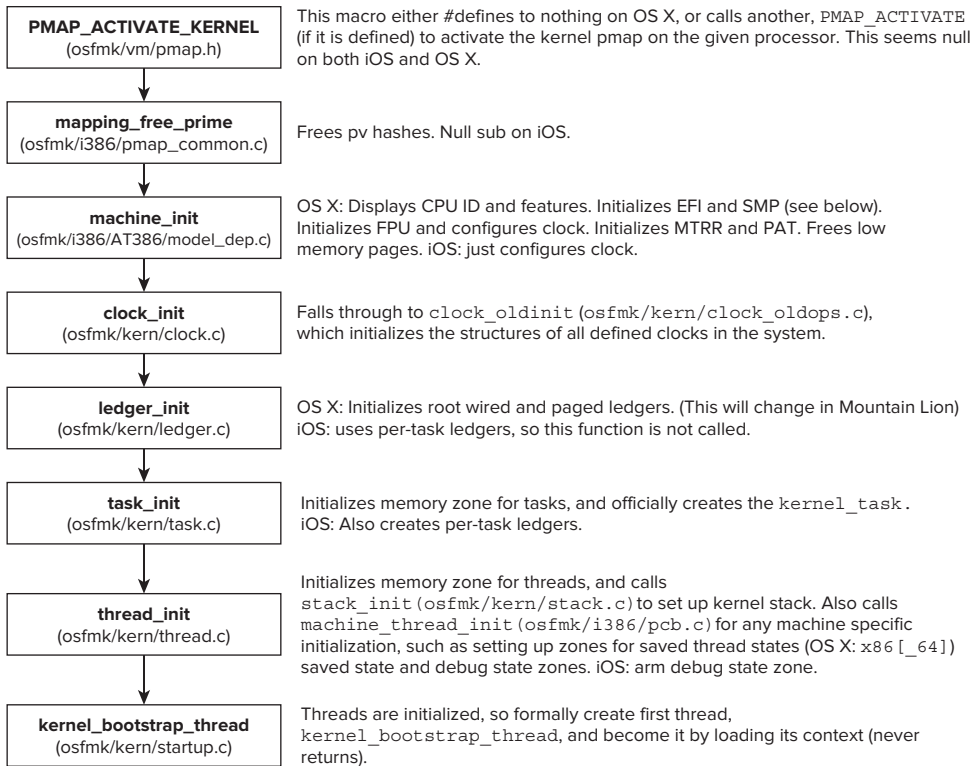 PMAP_ACTIVATE_KERNEL
(osfmk/vm/pmap.h)
This macro either #defines to nothing on OS X, or calls another, PMAP_ACTIVATE
(if it is defined) to activate the kernel pmap on the given processor. This seems null
on both iOS and OS X.
mapping_free_prime
(osfmk/i386/pmap_common.c)
Frees pv hashes. Null sub on iOS.
machine_init
(osfmk/i386/AT386/model_dep.c)
OS X: Displays CPU ID and features. Initializes EFI and SMP (see below).
Initializes FPU and configures clock. Initializes MTRR and PAT. Frees low
memory pages. iOS: just configures clock.
clock_init
(osfmk/kern/clock.c)
Falls through to clock_oldinit (osfmk/kern/clock_oldops.c),
which initializes the structures of all defined clocks in the system.
ledger_init
(osfmk/kern/ledger.c)
OS X: Initializes root wired and paged ledgers. (This will change in Mountain Lion)
iOS: uses per-task ledgers, so this function is not called.
task_init
(osfmk/kern/task.c)
Initializes memory zone for tasks, and officially creates the kernel_task.
iOS: Also creates per-task ledgers.
thread_init
(osfmk/kern/thread.c)
Initializes memory zone for threads, and calls
stack_init(osfmk/kern/stack.c)to set up kernel stack. Also calls
machine_thread_init(osfmk/i386/pcb.c)for any machine specific
initialization, such as setting up zones for saved thread states (OS X: x86[_64])
saved state and debug state zones. iOS: arm debug state zone.
kernel_bootstrap_thread
(osfmk/kern/startup.c)
Threads are initialized, so formally create first thread,
kernel_bootstrap_thread, and become it by loading its context (never
returns).